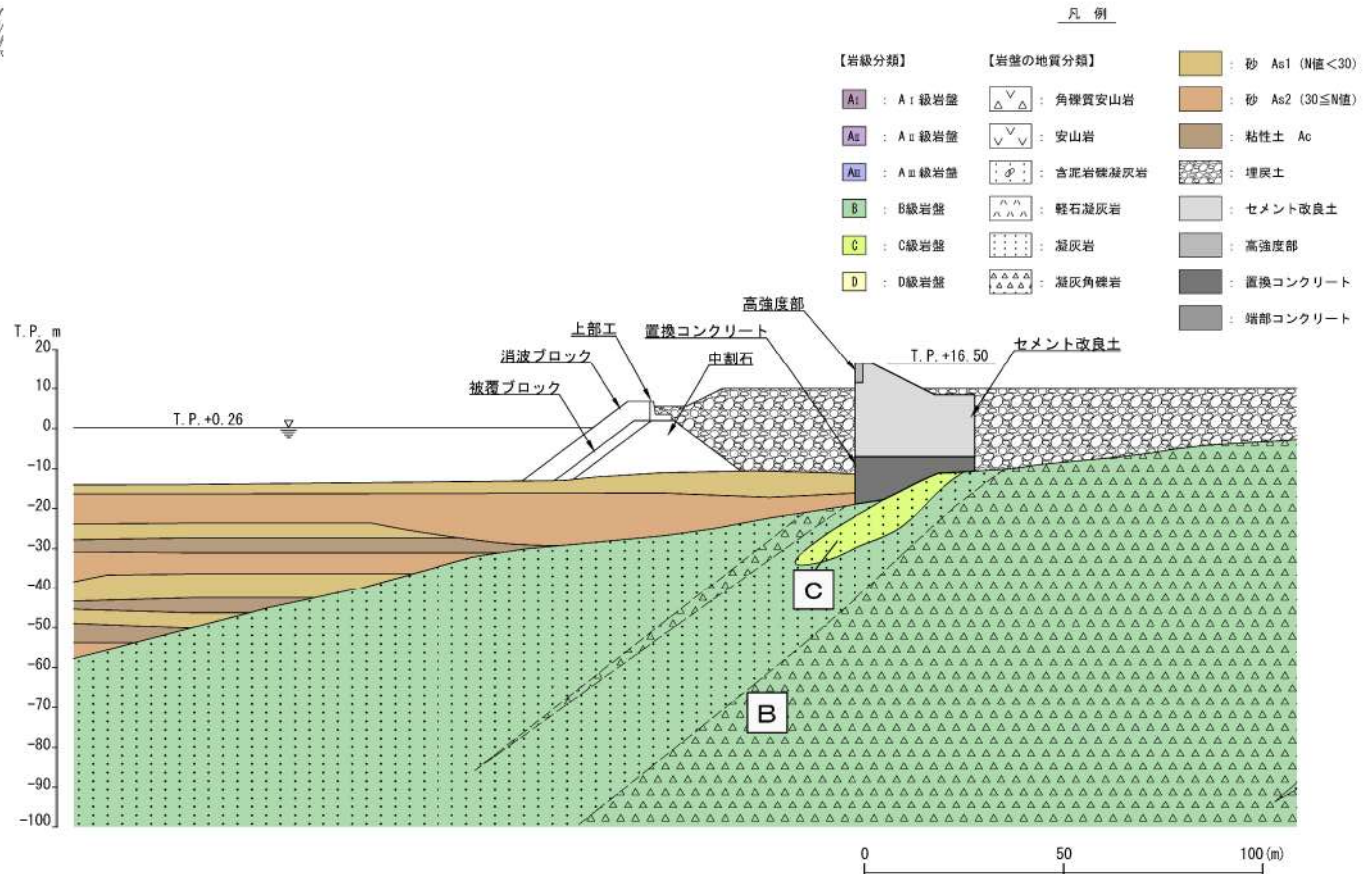 凡 例
【岩級分類】
AⅠ : AⅠ級岩盤
AⅡ : AⅡ級岩盤
AⅢ : AⅢ級岩盤
B : B級岩盤
C : C級岩盤
D : D級岩盤
【岩盤の地質分類】
: 角礫質安山岩
: 安山岩
: 含泥岩礫凝灰岩
: 軽石凝灰岩
: 凝灰岩
: 凝灰角礫岩
: 砂 As1 (N値<30)
: 砂 As2 (30≦N値)
: 粘性土 Ac
: 埋戻土
: セメント改良土
: 高強度部
: 置換コンクリート
: 端部コンクリート
高強度部
上部工
置換コンクリート
セメント改良土
消波ブロック
中割石
T.P.+16.50
被覆ブロック
T.P.+0.26
T.P. m
20
10
0
-10
-20
-30
-40
-50
-60
-70
-80
-90
-100
C
B
0 50 100(m)